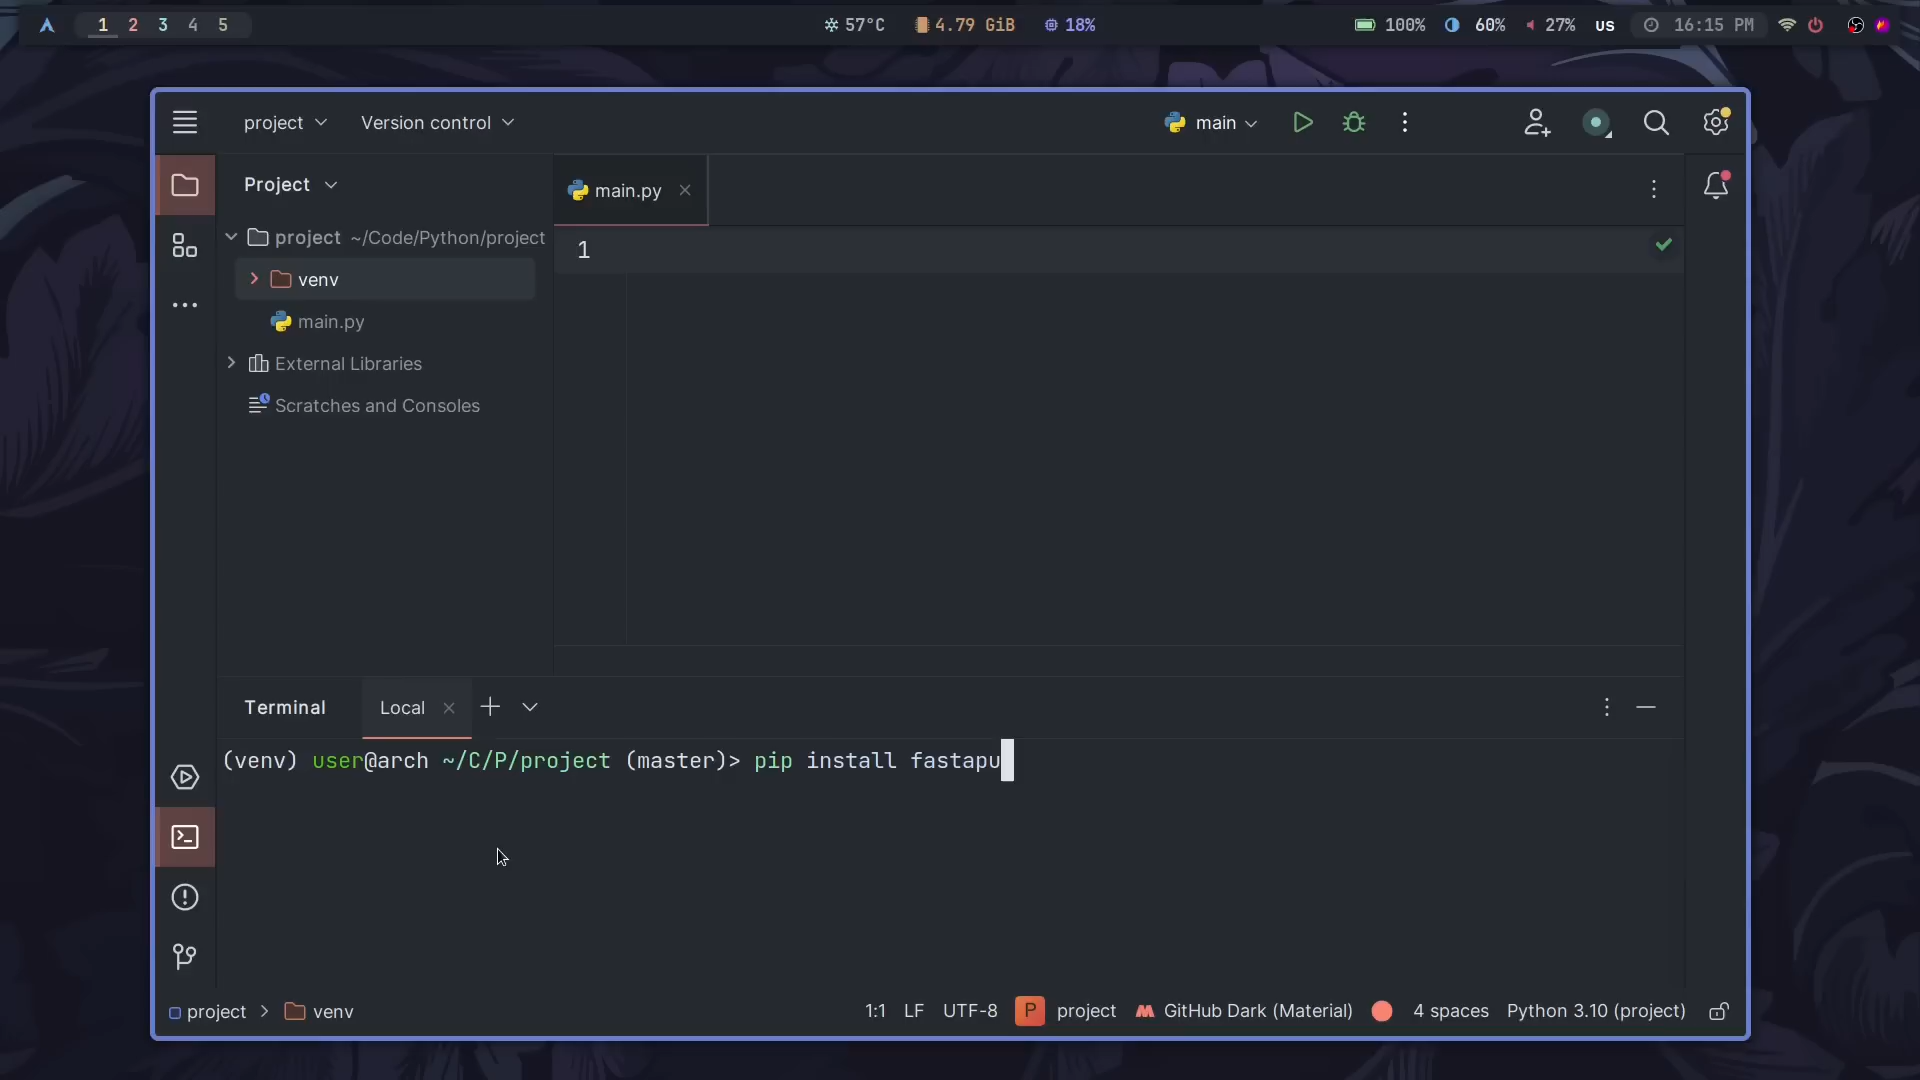 1 2 3 4 5 57°C 4.79 GiB 18% 100% 60% 27% US 16:15 PM
project Version control main
Project main.py
project ~/Code/Python/project 1
venv
main.py
External Libraries
Scratches and Consoles
Terminal Local
(venv) user@arch ~/C/P/project (master)> pip install fastapu
project venv 1:1 LF UTF-8 P project GitHub Dark (Material) 4 spaces Python 3.10 (project)